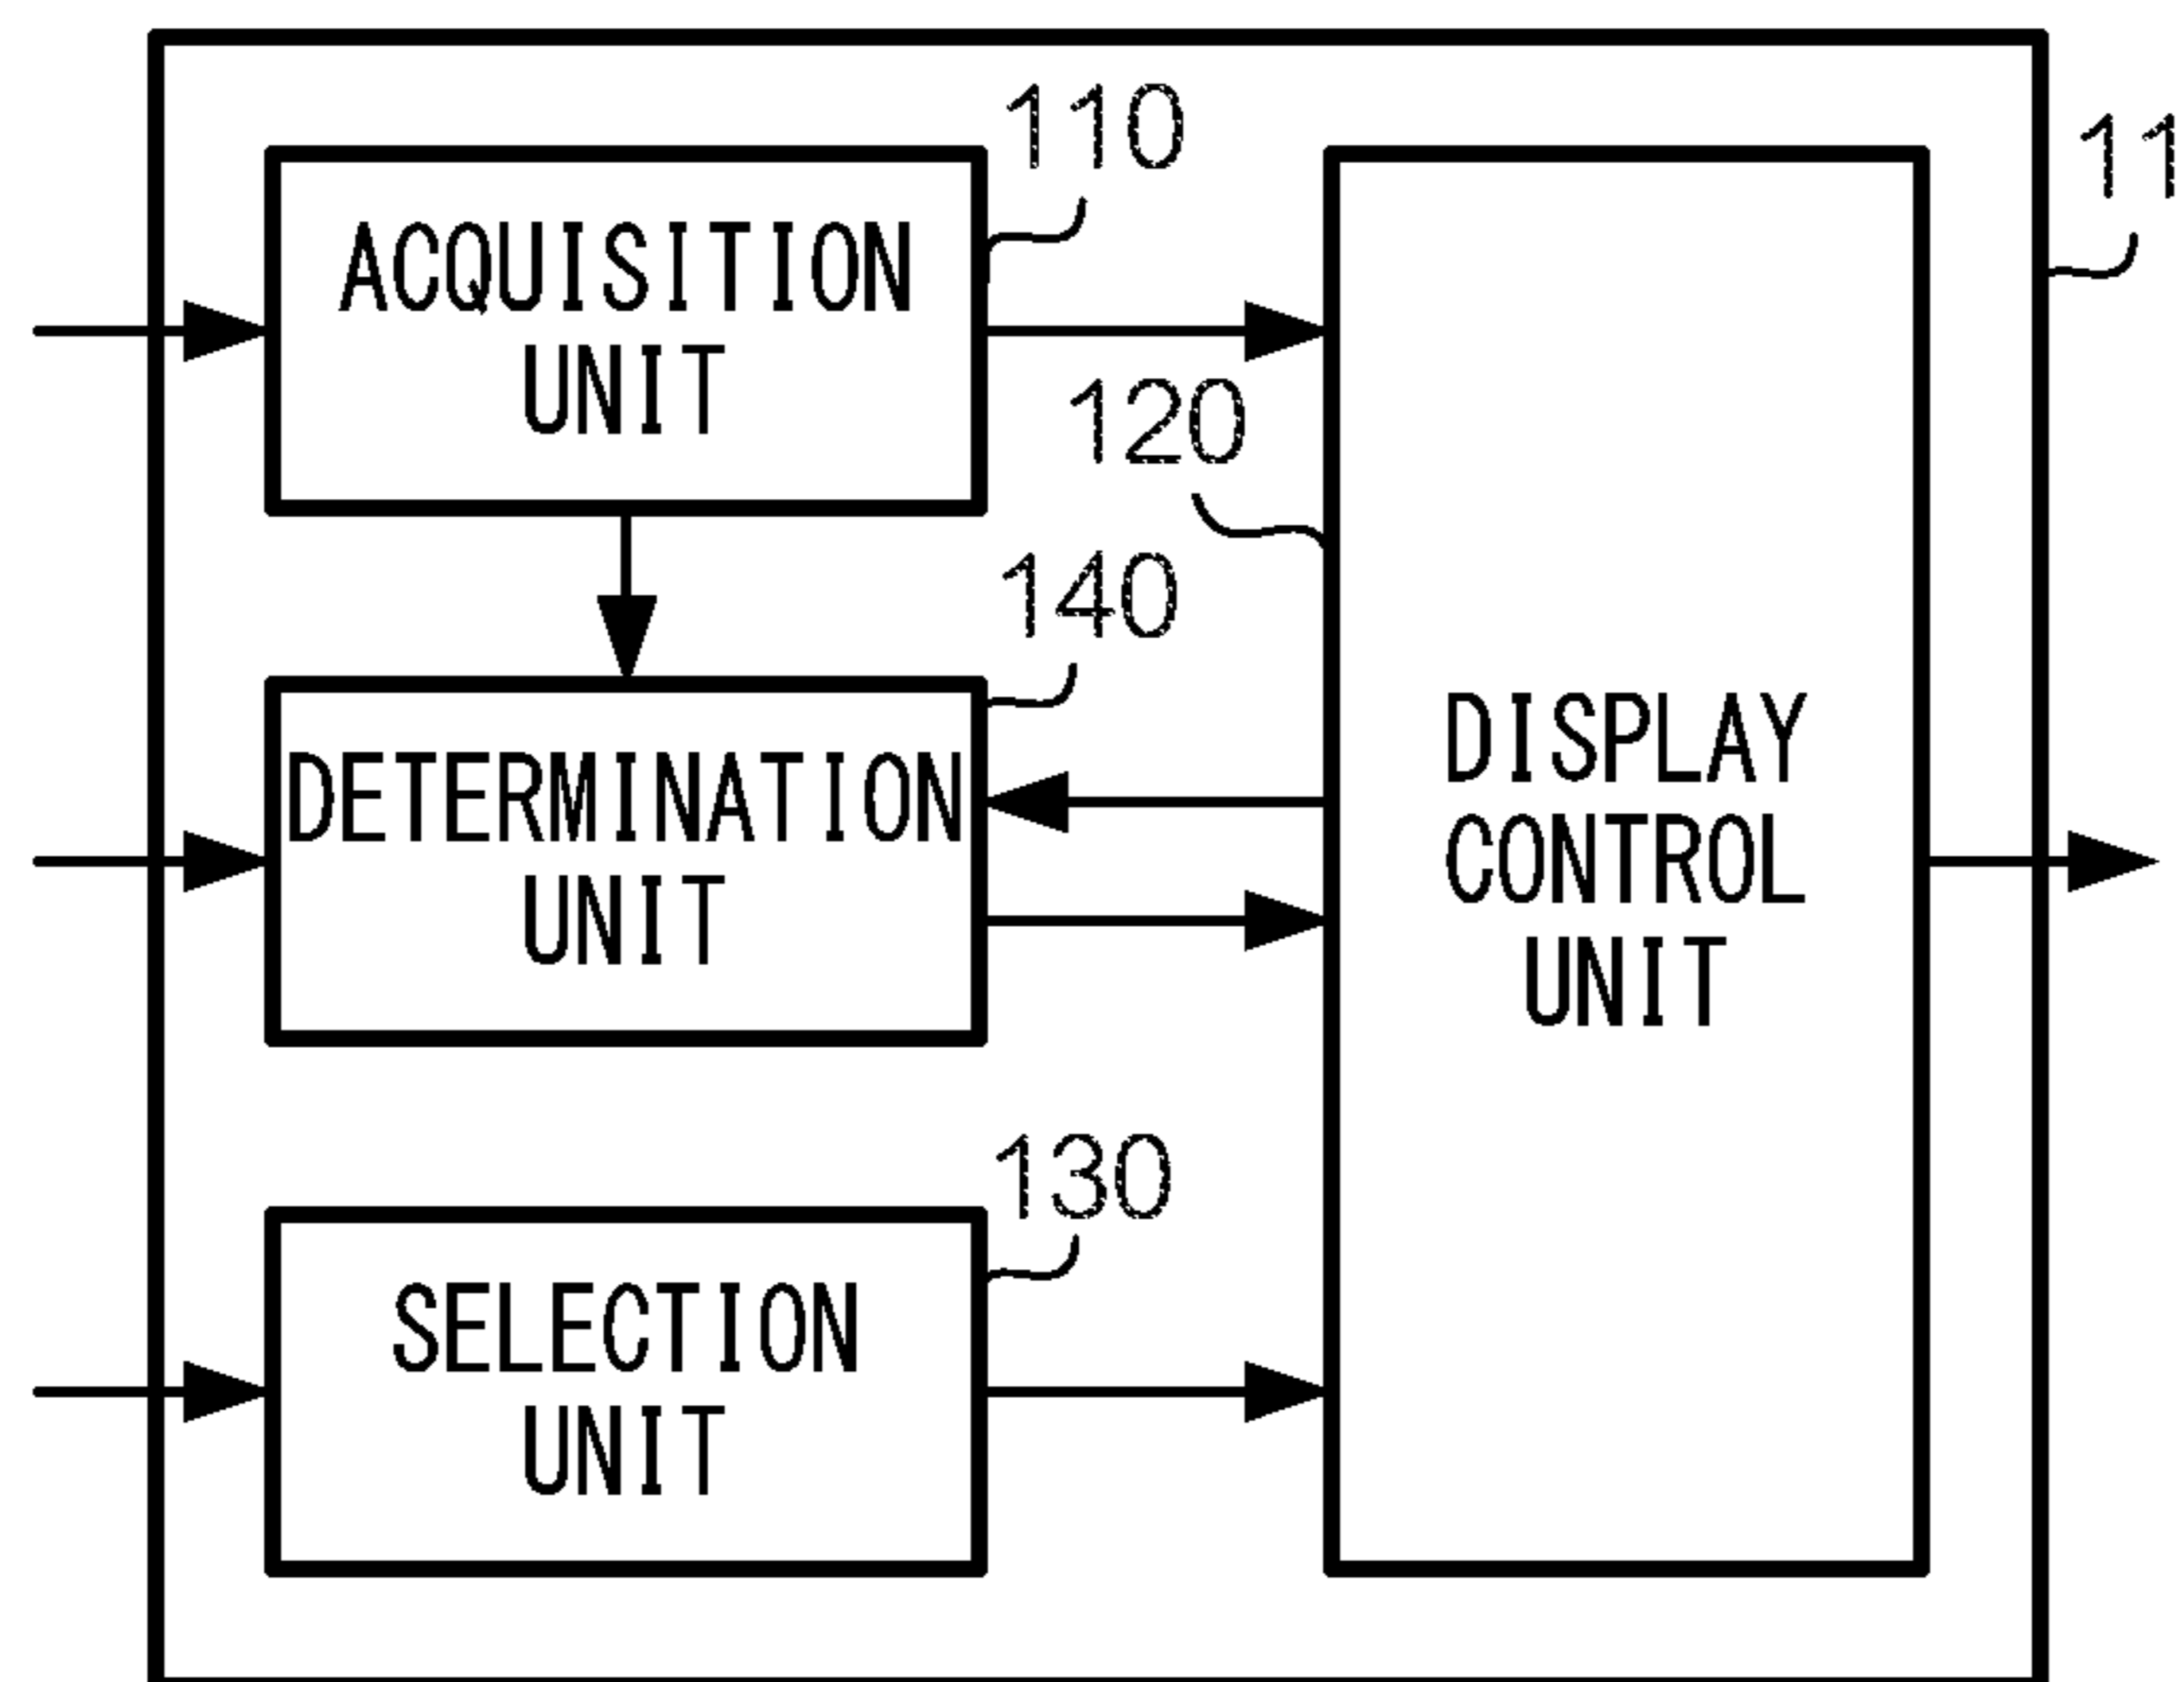 110
11
ACQUISITION
UNIT
120
140
DETERMINATION
UNIT
DISPLAY
CONTROL
UNIT
130
SELECTION
UNIT